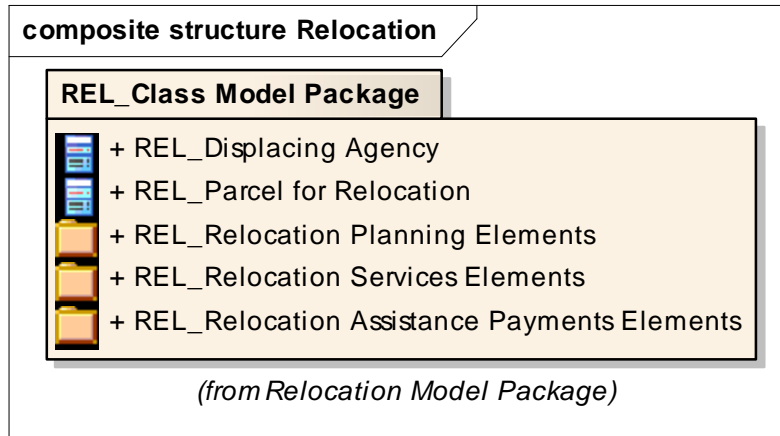 composite structure Relocation
REL_Class Model Package
+ REL_Displacing Agency
+ REL_Parcel for Relocation
+ REL_Relocation Planning Elements
+ REL_Relocation Services Elements
+ REL_Relocation Assistance Payments Elements
(from Relocation Model Package)